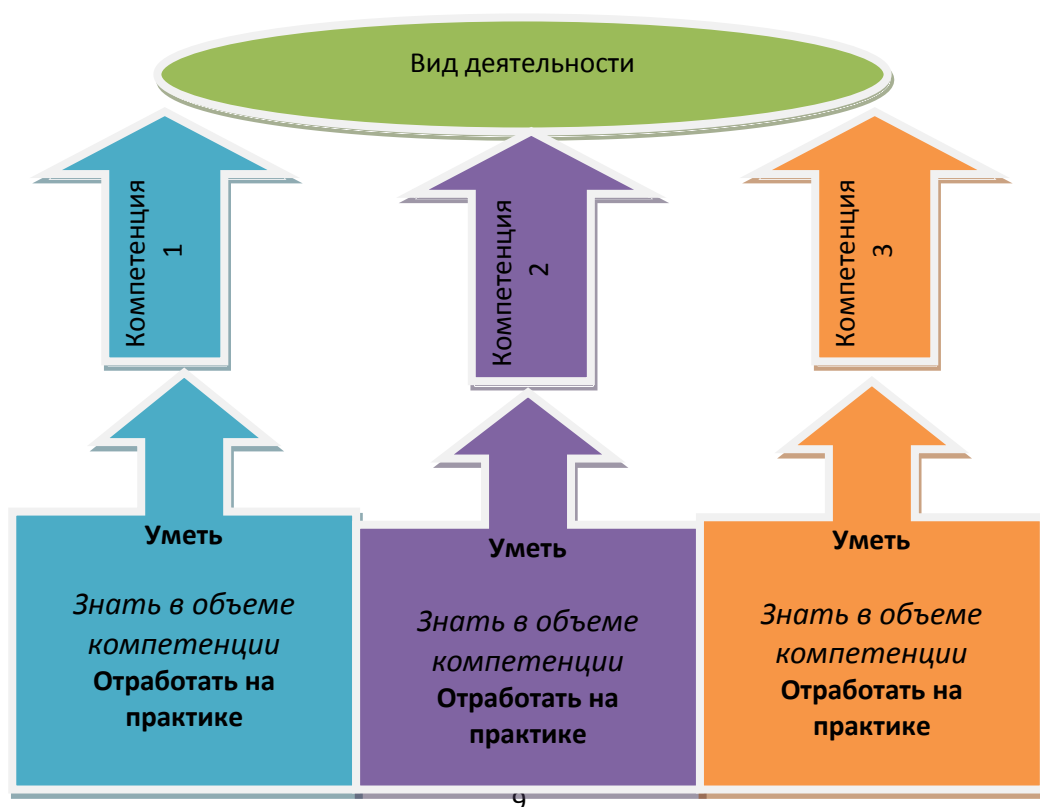 Вид деятельности
Компетенция
1
Компетенция
2
Компетенция
3
Уметь
Знать в объеме
компетенции
Отработать на
практике
Уметь
Знать в объеме
компетенции
Отработать на
практике
Уметь
Знать в объеме
компетенции
Отработать на
практике
9